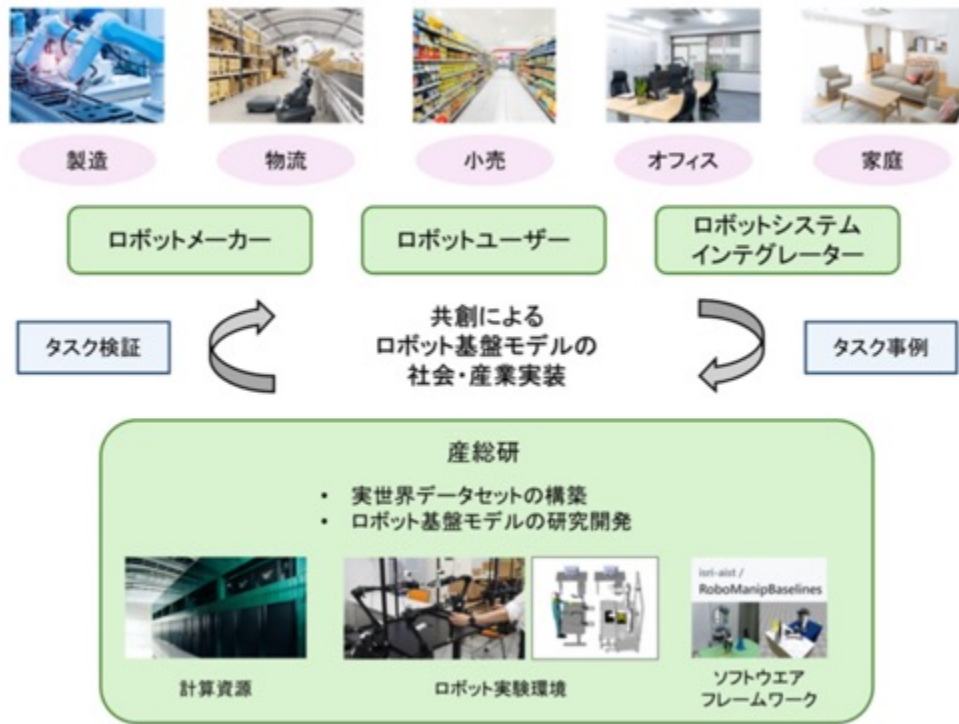 製造
物流
小売
オフィス
家庭
ロボットメーカー
ロボットユーザー
ロボットシステム
インテグレーター
タスク検証
共創による
ロボット基盤モデルの
社会・産業実装
タスク事例
産総研
• 実世界データセットの構築
• ロボット基盤モデルの研究開発
isri-aist /
RoboManipBaselines
計算資源
ロボット実験環境
ソフトウエア
フレームワーク